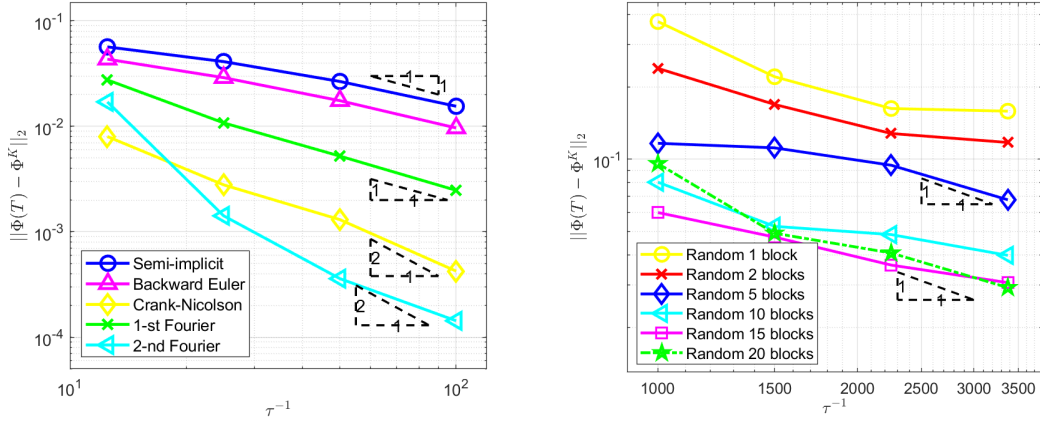 10^{-1}
10^{-2}
10^{-3}
10^{-4}
||Φ(T) − Φ^K||_2
1
1
1
1
2
1
2
1
Semi-implicit
Backward Euler
Crank-Nicolson
1-st Fourier
2-nd Fourier
10^1
10^2
τ^{-1}
10^{-1}
||Φ(T) − Φ^K||_2
1
1
1
1
Random 1 block
Random 2 blocks
Random 5 blocks
Random 10 blocks
Random 15 blocks
Random 20 blocks
1000
1500
2000
2500
3000
3500
τ^{-1}